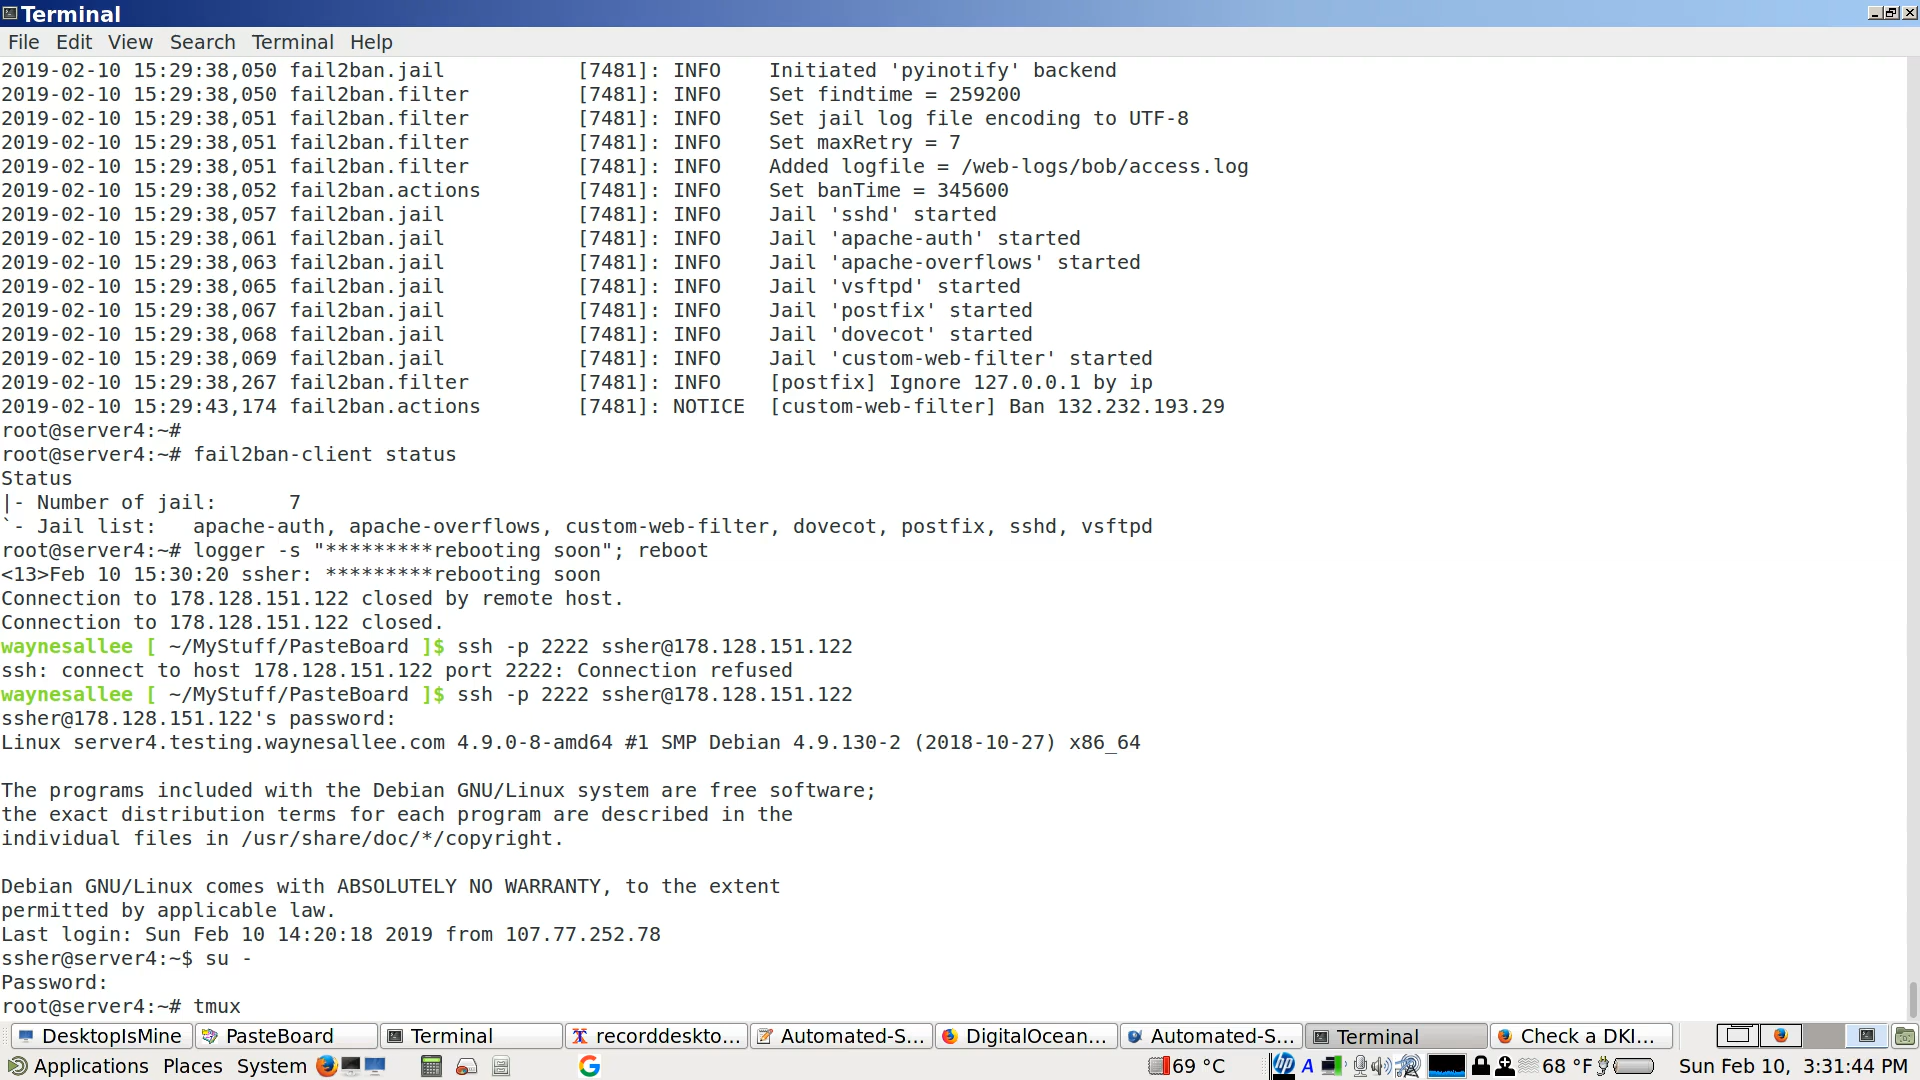 Terminal
File Edit View Search Terminal Help
2019-02-10 15:29:38,050 fail2ban.jail [7481]: INFO Initiated 'pyinotify' backend
2019-02-10 15:29:38,050 fail2ban.filter [7481]: INFO Set findtime = 259200
2019-02-10 15:29:38,051 fail2ban.filter [7481]: INFO Set jail log file encoding to UTF-8
2019-02-10 15:29:38,051 fail2ban.filter [7481]: INFO Set maxRetry = 7
2019-02-10 15:29:38,051 fail2ban.filter [7481]: INFO Added logfile = /web-logs/bob/access.log
2019-02-10 15:29:38,052 fail2ban.actions [7481]: INFO Set banTime = 345600
2019-02-10 15:29:38,057 fail2ban.jail [7481]: INFO Jail 'sshd' started
2019-02-10 15:29:38,061 fail2ban.jail [7481]: INFO Jail 'apache-auth' started
2019-02-10 15:29:38,063 fail2ban.jail [7481]: INFO Jail 'apache-overflows' started
2019-02-10 15:29:38,065 fail2ban.jail [7481]: INFO Jail 'vsftpd' started
2019-02-10 15:29:38,067 fail2ban.jail [7481]: INFO Jail 'postfix' started
2019-02-10 15:29:38,068 fail2ban.jail [7481]: INFO Jail 'dovecot' started
2019-02-10 15:29:38,069 fail2ban.jail [7481]: INFO Jail 'custom-web-filter' started
2019-02-10 15:29:38,267 fail2ban.filter [7481]: INFO [postfix] Ignore 127.0.0.1 by ip
2019-02-10 15:29:43,174 fail2ban.actions [7481]: NOTICE [custom-web-filter] Ban 132.232.193.29
root@server4:~#
root@server4:~# fail2ban-client status
Status
|- Number of jail: 7
`- Jail list: apache-auth, apache-overflows, custom-web-filter, dovecot, postfix, sshd, vsftpd
root@server4:~# logger -s "*********rebooting soon"; reboot
<13>Feb 10 15:30:20 ssher: *********rebooting soon
Connection to 178.128.151.122 closed by remote host.
Connection to 178.128.151.122 closed.
waynesallee [ ~/MyStuff/PasteBoard ]$ ssh -p 2222 ssher@178.128.151.122
ssh: connect to host 178.128.151.122 port 2222: Connection refused
waynesallee [ ~/MyStuff/PasteBoard ]$ ssh -p 2222 ssher@178.128.151.122
ssher@178.128.151.122's password:
Linux server4.testing.waynesallee.com 4.9.0-8-amd64 #1 SMP Debian 4.9.130-2 (2018-10-27) x86_64
The programs included with the Debian GNU/Linux system are free software;
the exact distribution terms for each program are described in the
individual files in /usr/share/doc/*/copyright.
Debian GNU/Linux comes with ABSOLUTELY NO WARRANTY, to the extent
permitted by applicable law.
Last login: Sun Feb 10 14:20:18 2019 from 107.77.252.78
ssher@server4:~$ su -
Password:
root@server4:~# tmux
DesktopIsMine PasteBoard Terminal recorddeskto... Automated-S... DigitalOcean... Automated-S... Terminal Check a DKI...
Applications Places System 69 °C hp A 68 °F Sun Feb 10, 3:31:44 PM